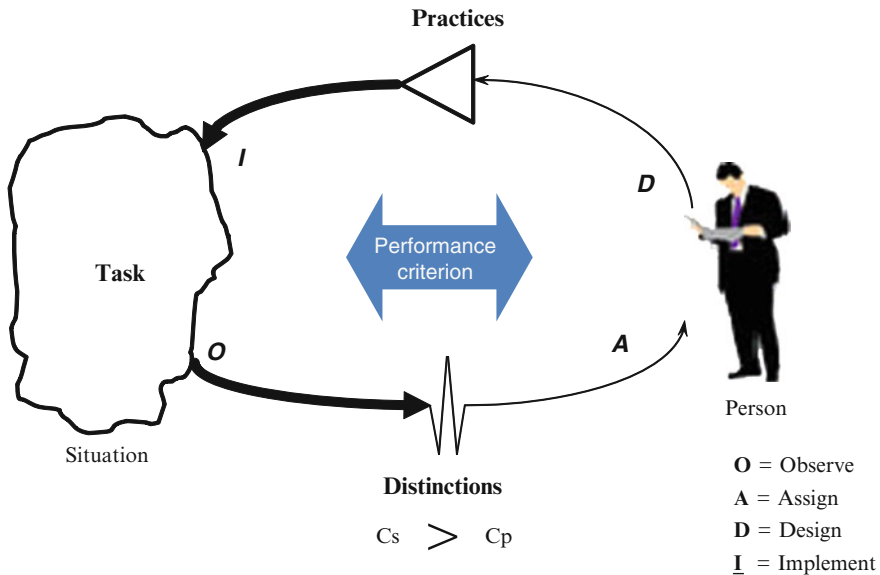 Practices
I
D
Performance
criterion
Task
O
A
Person
Situation
Distinctions
Cs > Cp
O = Observe
A = Assign
D = Design
I = Implement